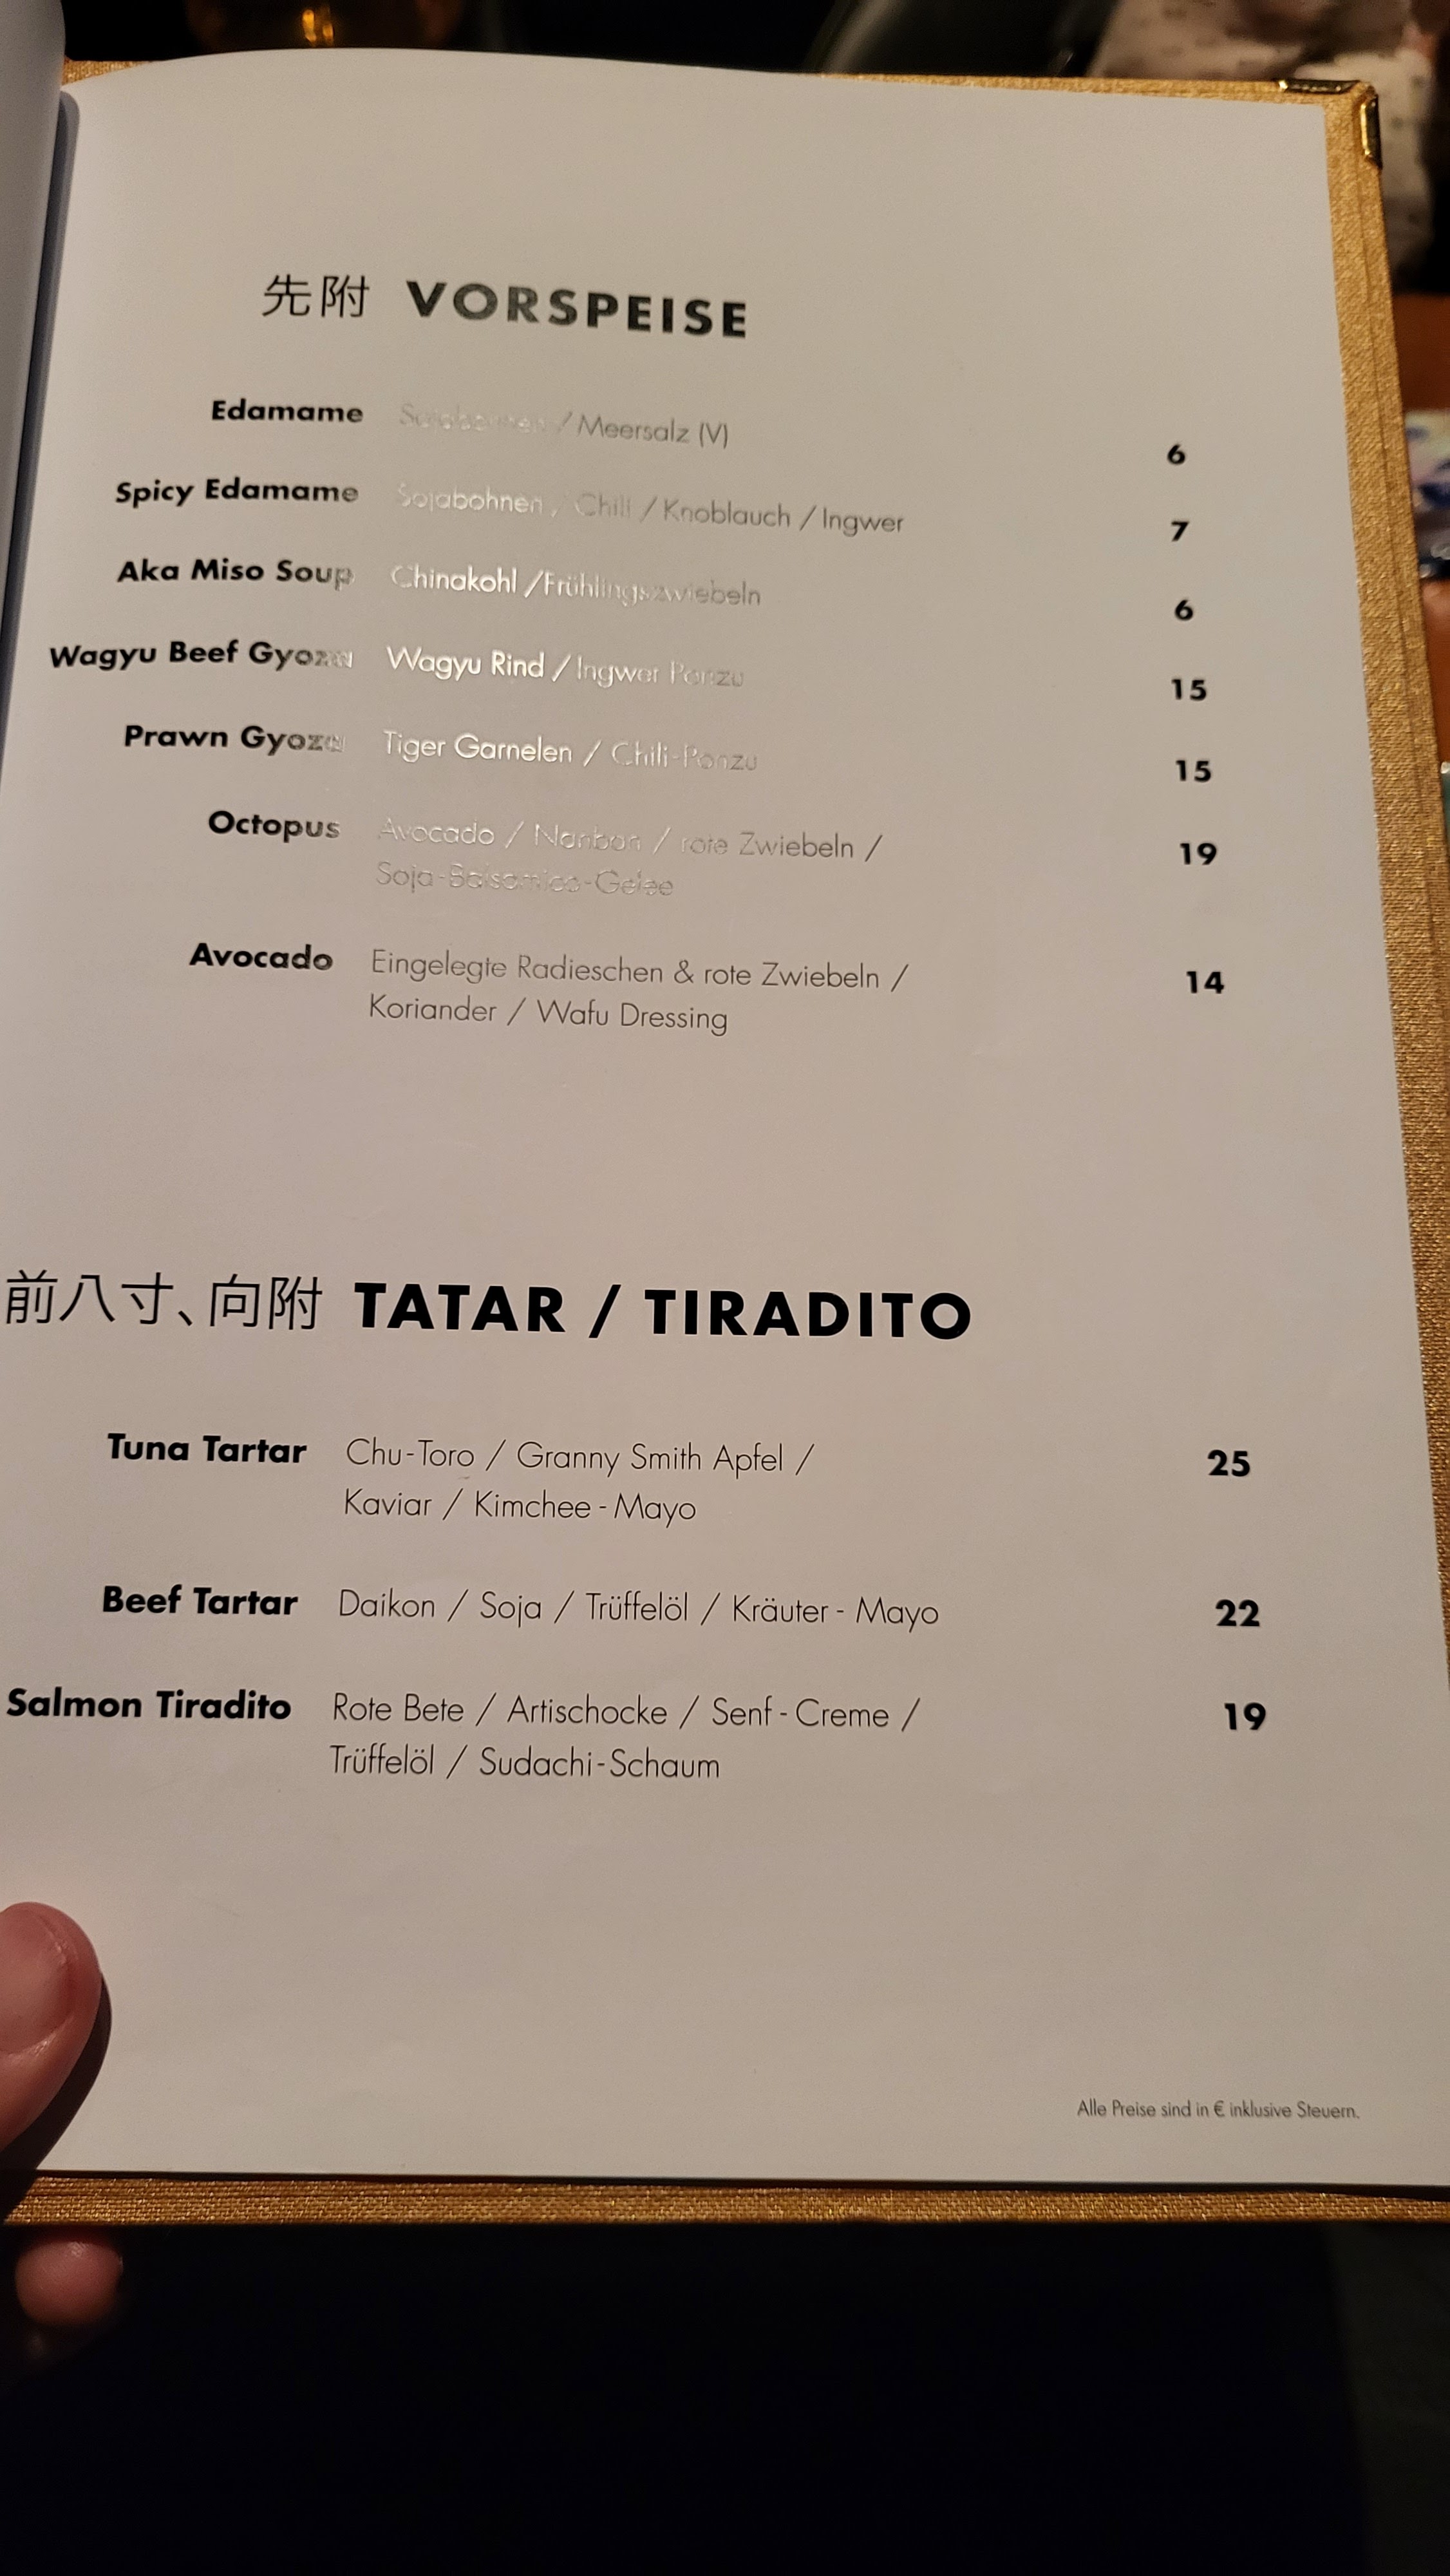 先附 VORSPEISE
Edamame Sojabohnen / Meersalz (V) 6
Spicy Edamame Sojabohnen / Chili / Knoblauch / Ingwer 7
Aka Miso Soup Chinakohl /Frühlingszwiebeln 6
Wagyu Beef Gyoza Wagyu Rind / Ingwer Ponzu 15
Prawn Gyoza Tiger Garnelen / Chili-Ponzu 15
Octopus Avocado / Nanban / rote Zwiebeln / 19
Soja-Balsamico-Gelee
Avocado Eingelegte Radieschen & rote Zwiebeln / 14
Koriander / Wafu Dressing
前八寸、向附 TATAR / TIRADITO
Tuna Tartar Chu-Toro / Granny Smith Apfel / 25
Kaviar / Kimchee - Mayo
Beef Tartar Daikon / Soja / Trüffelöl / Kräuter - Mayo 22
Salmon Tiradito Rote Bete / Artischocke / Senf - Creme / 19
Trüffelöl / Sudachi-Schaum
Alle Preise sind in € inklusive Steuern.